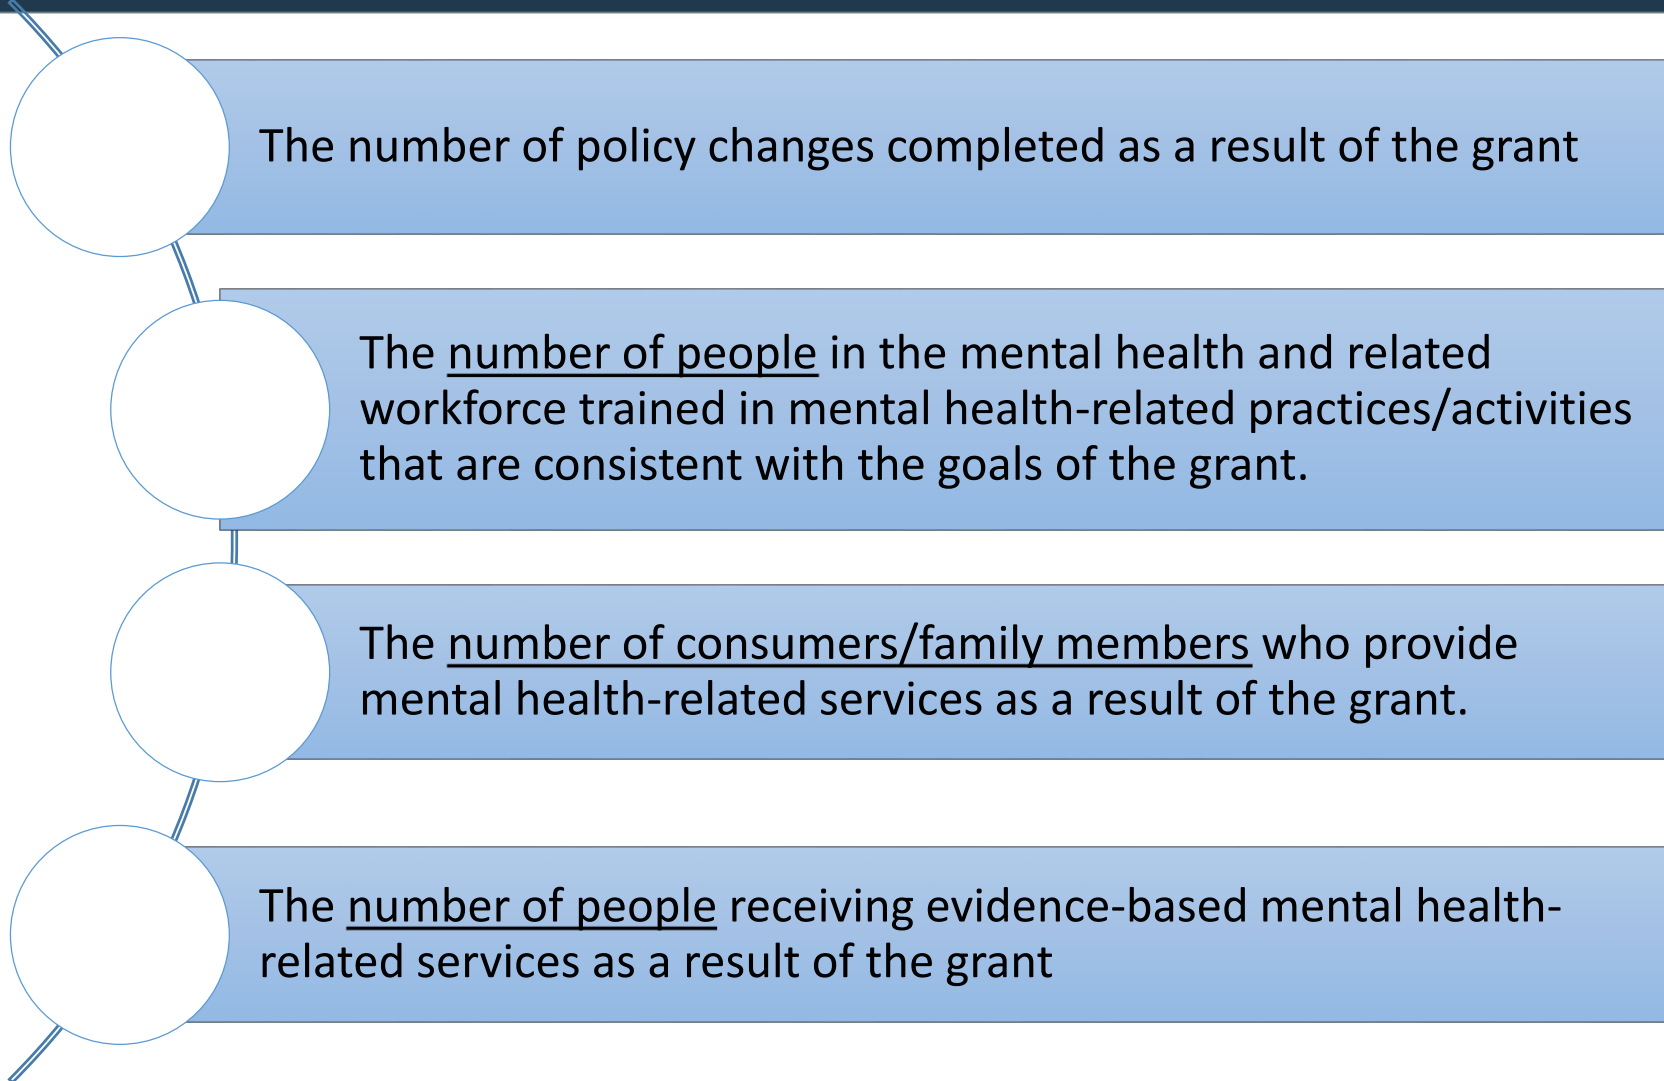 The number of policy changes completed as a result of the grant
The number of people in the mental health and related
workforce trained in mental health-related practices/activities
that are consistent with the goals of the grant.
The number of consumers/family members who provide
mental health-related services as a result of the grant.
The number of people receiving evidence-based mental health-
related services as a result of the grant